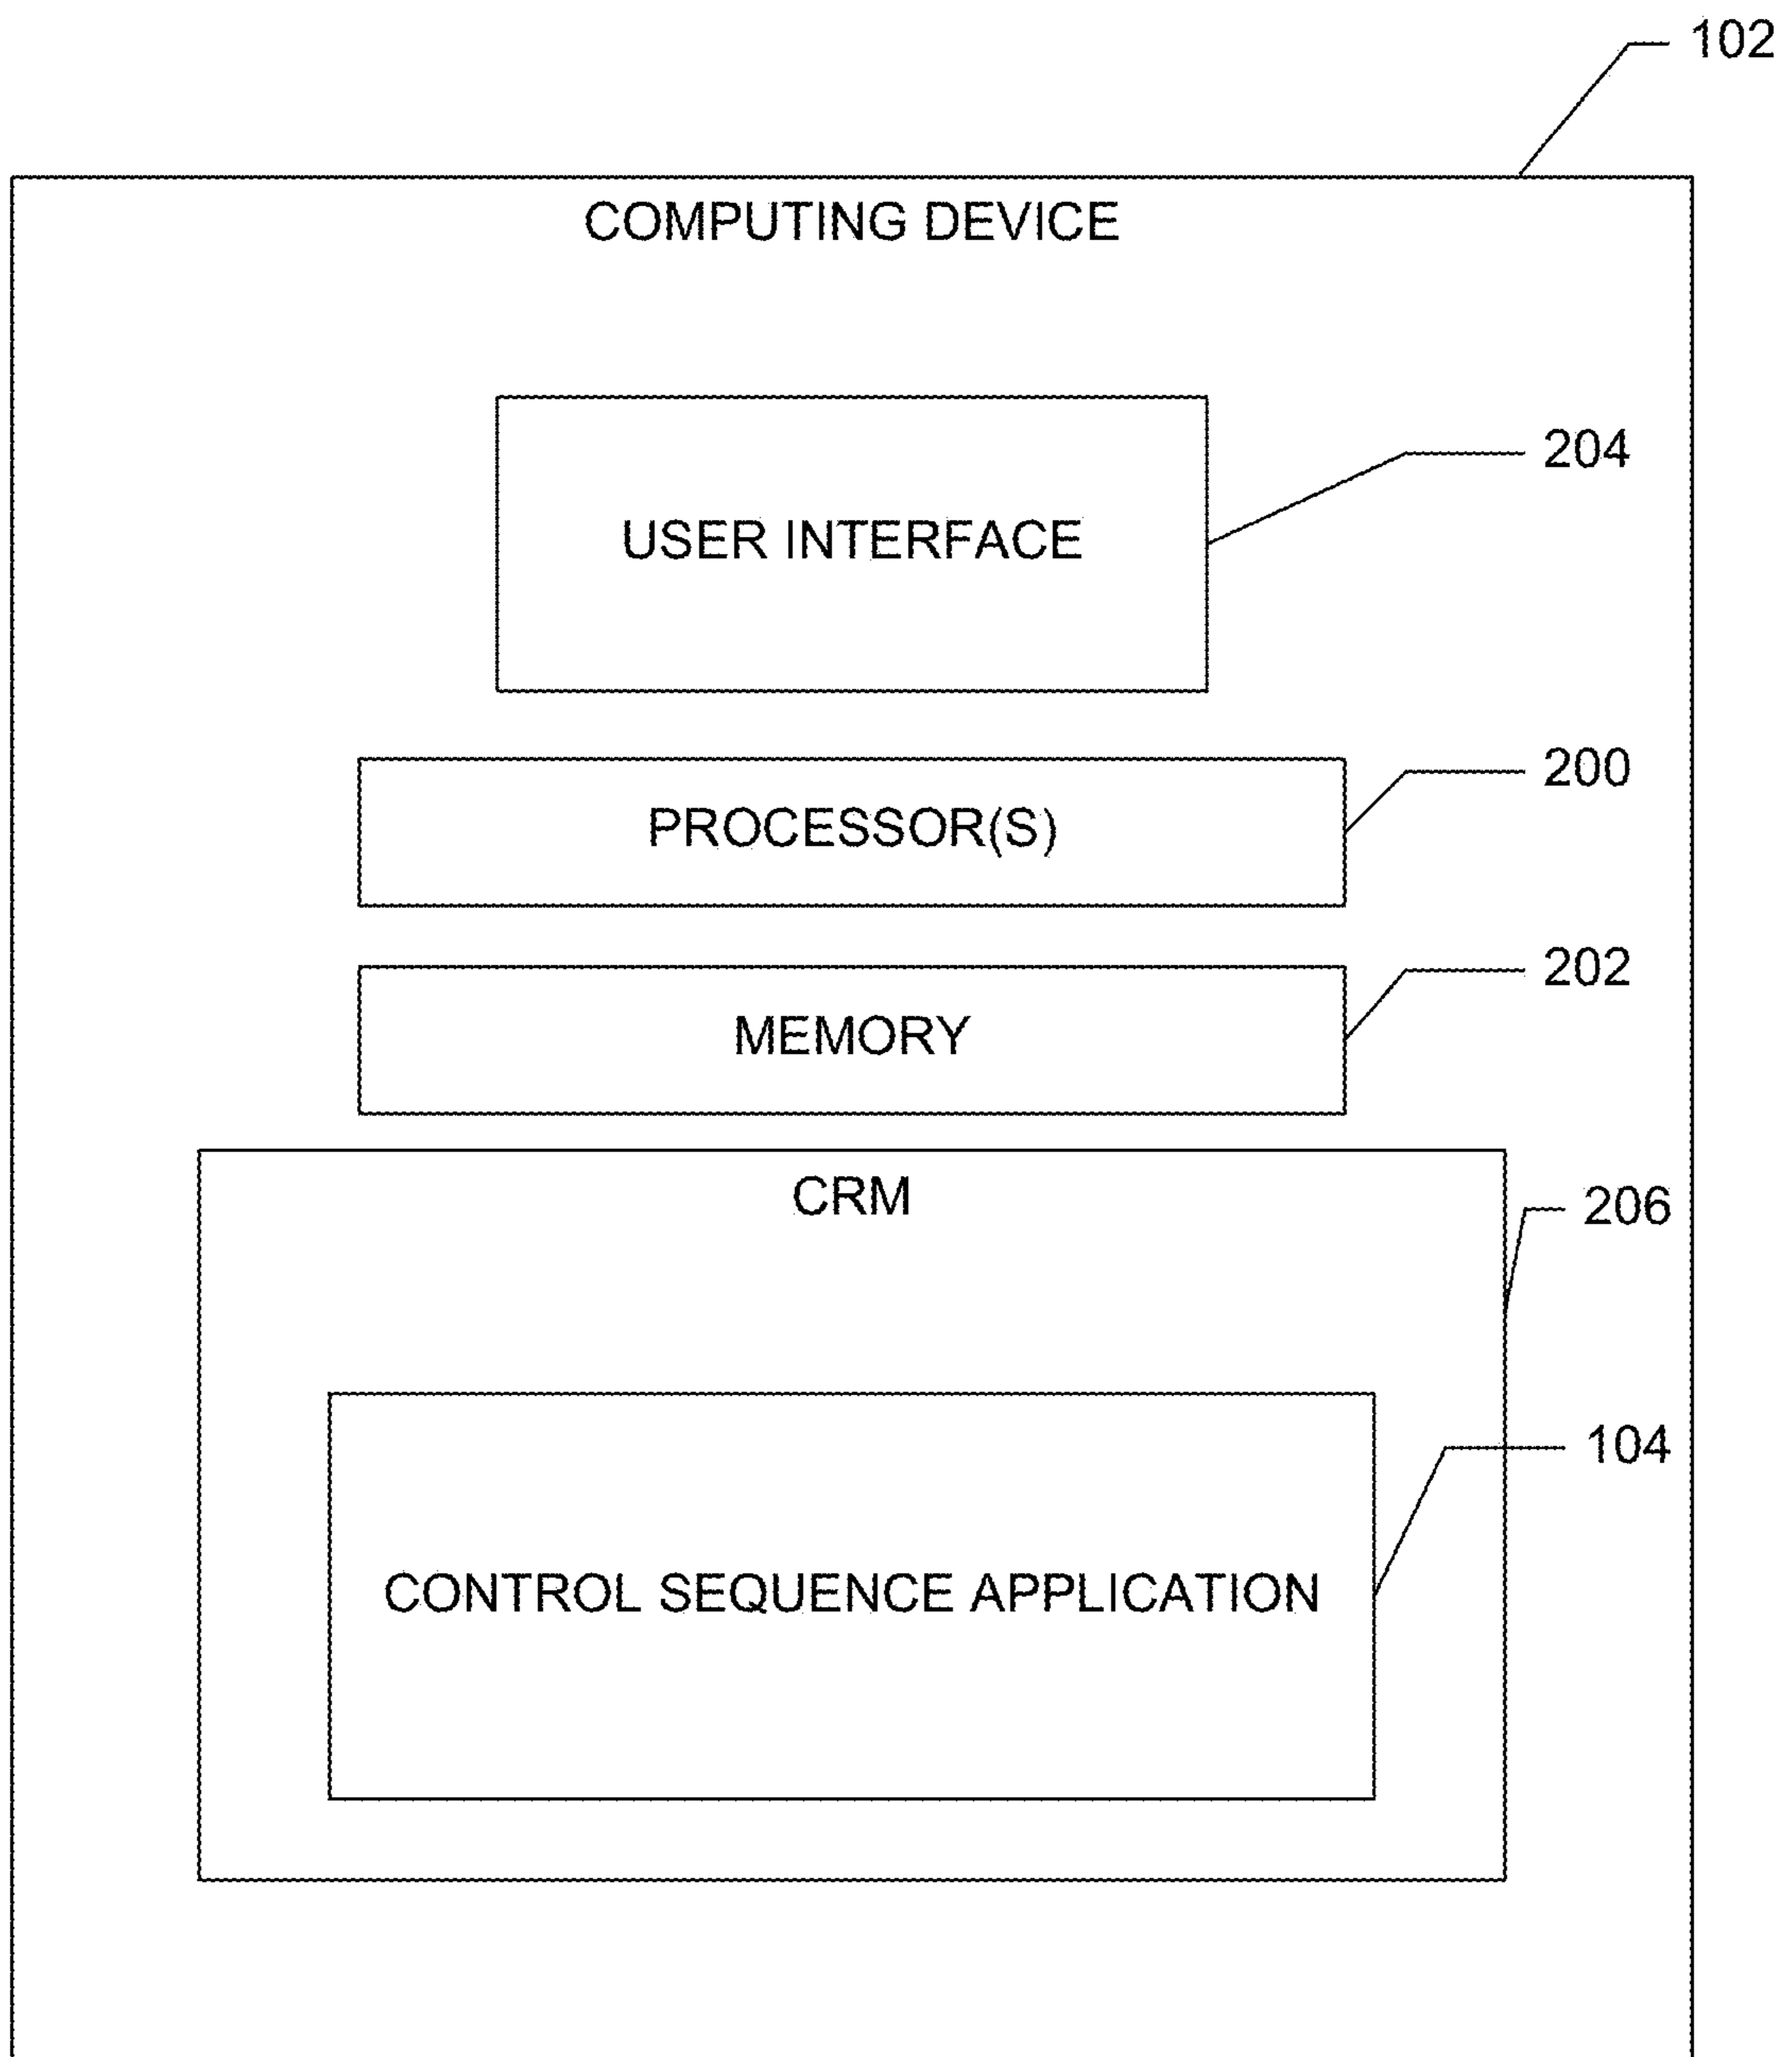 102
COMPUTING DEVICE
204
USER INTERFACE
200
PROCESSOR(S)
202
MEMORY
CRM
206
104
CONTROL SEQUENCE APPLICATION